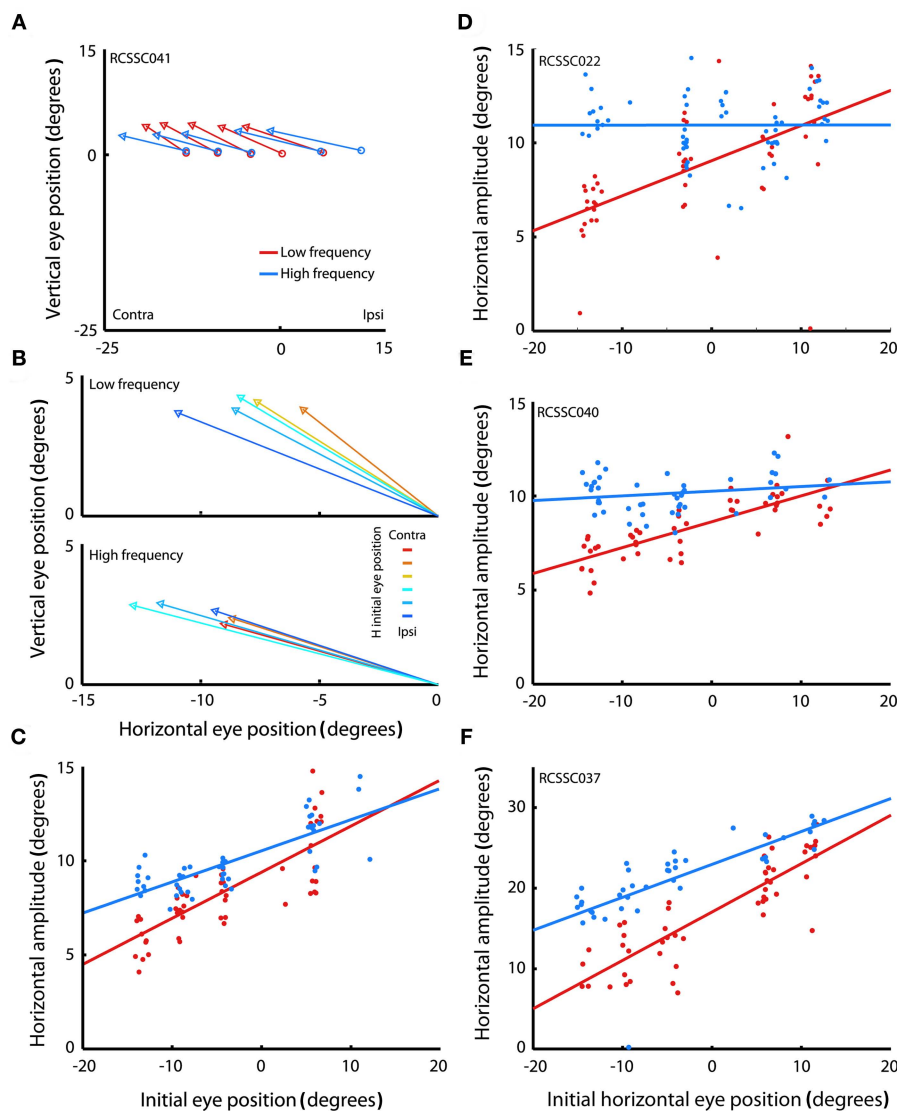 A
RCSSC041
Vertical eye position (degrees)
15
0
-25
Low frequency
High frequency
Contra
Ipsi
-25
0
15
B
Low frequency
Vertical eye position (degrees)
5
0
High frequency
5
0
H initial eye position
Contra
Ipsi
-15
-10
-5
0
Horizontal eye position (degrees)
C
Horizontal amplitude (degrees)
15
10
5
0
-20
-10
0
10
20
Initial eye position (degrees)
D
RCSSC022
Horizontal amplitude (degrees)
15
10
5
0
-20
-10
0
10
20
E
RCSSC040
Horizontal amplitude (degrees)
15
10
5
0
-20
-10
0
10
20
F
RCSSC037
Horizontal amplitude (degrees)
30
20
10
0
-20
-10
0
10
20
Initial horizontal eye position (degrees)